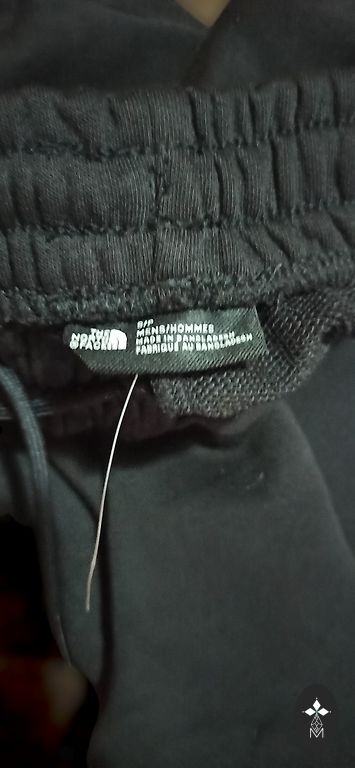 THE
NORTH
FACE
S/P
MENS/HOMMES
MADE IN BANGLADESH
FABRIQUE AU BANGLADESH
M